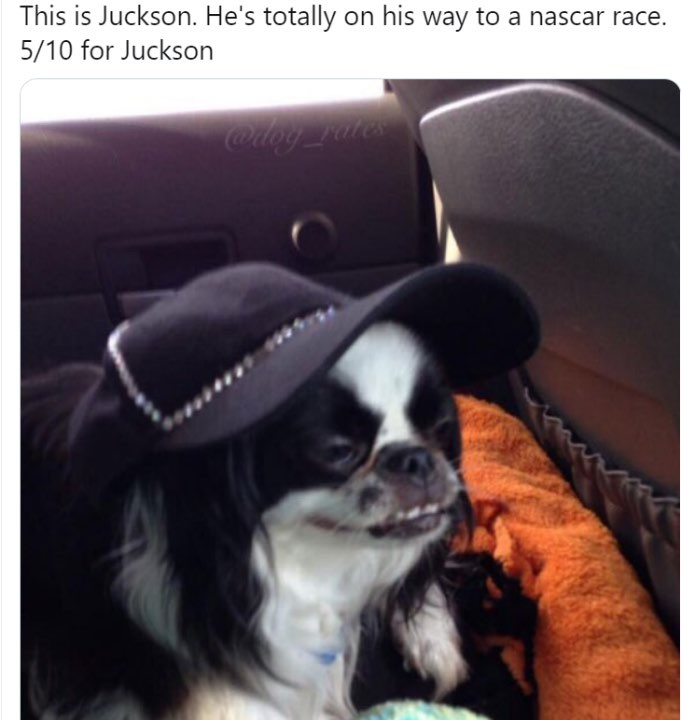 This is Juckson. He's totally on his way to a nascar race.
5/10 for Juckson
@dog_rates